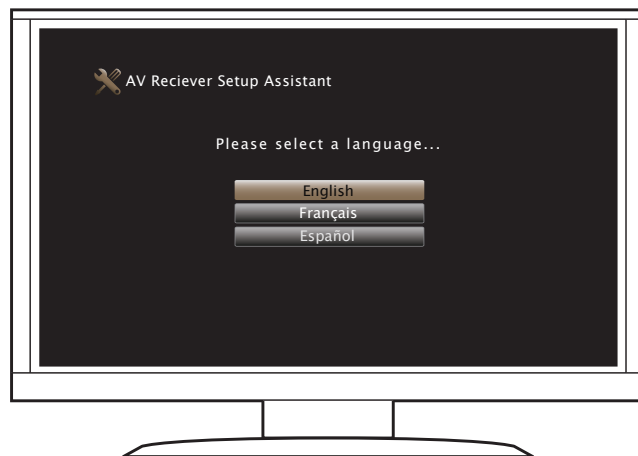 AV Reciever Setup Assistant
Please select a language...
English
Français
Español